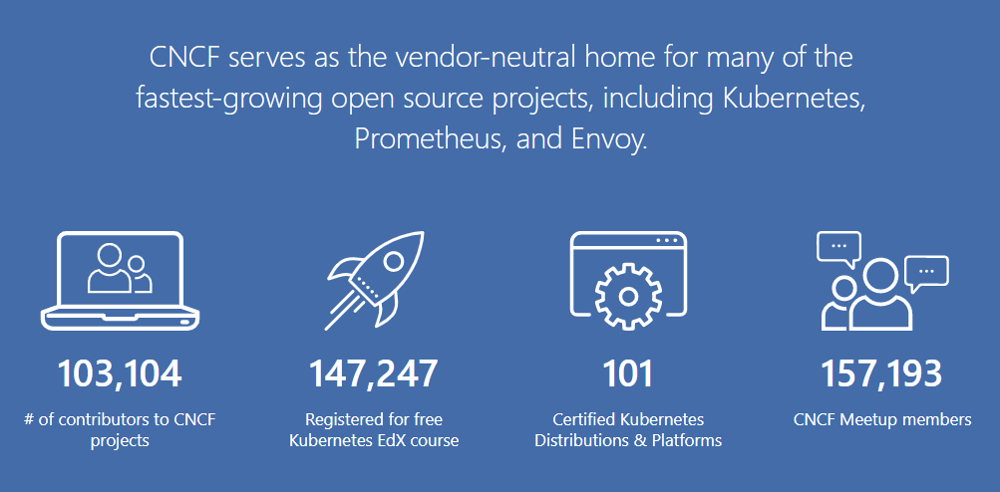 CNCF serves as the vendor-neutral home for many of the
fastest-growing open source projects, including Kubernetes,
Prometheus, and Envoy.
103,104
# of contributors to CNCF
projects
147,247
Registered for free
Kubernetes EdX course
101
Certified Kubernetes
Distributions & Platforms
157,193
CNCF Meetup members